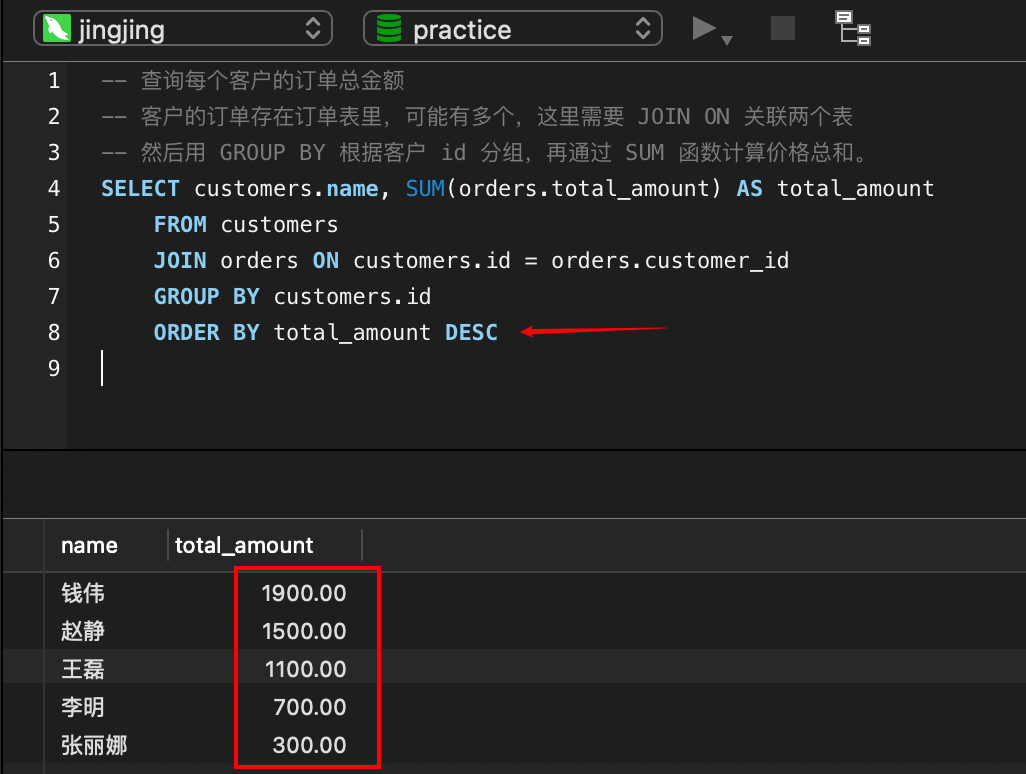 jingjing practice
1 -- 查询每个客户的订单总金额
2 -- 客户的订单存在订单表里，可能有多个，这里需要 JOIN ON 关联两个表
3 -- 然后用 GROUP BY 根据客户 id 分组，再通过 SUM 函数计算价格总和。
4 SELECT customers.name, SUM(orders.total_amount) AS total_amount
5 FROM customers
6 JOIN orders ON customers.id = orders.customer_id
7 GROUP BY customers.id
8 ORDER BY total_amount DESC
9
name total_amount
钱伟 1900.00
赵静 1500.00
王磊 1100.00
李明 700.00
张丽娜 300.00